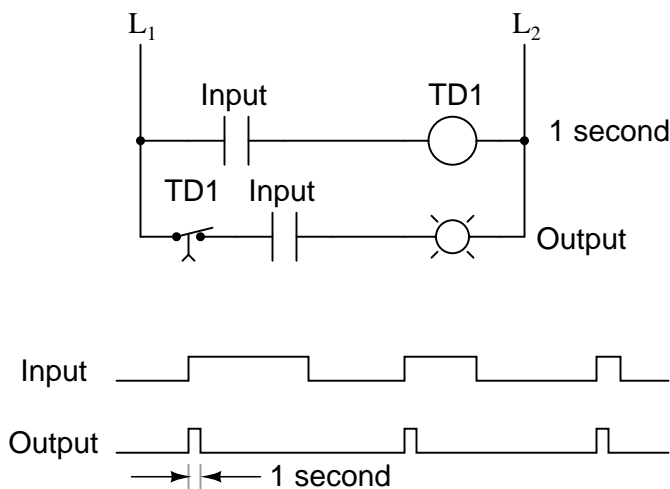 L1 L2
Input TD1
1 second
TD1 Input
Output
Input
Output
1 second